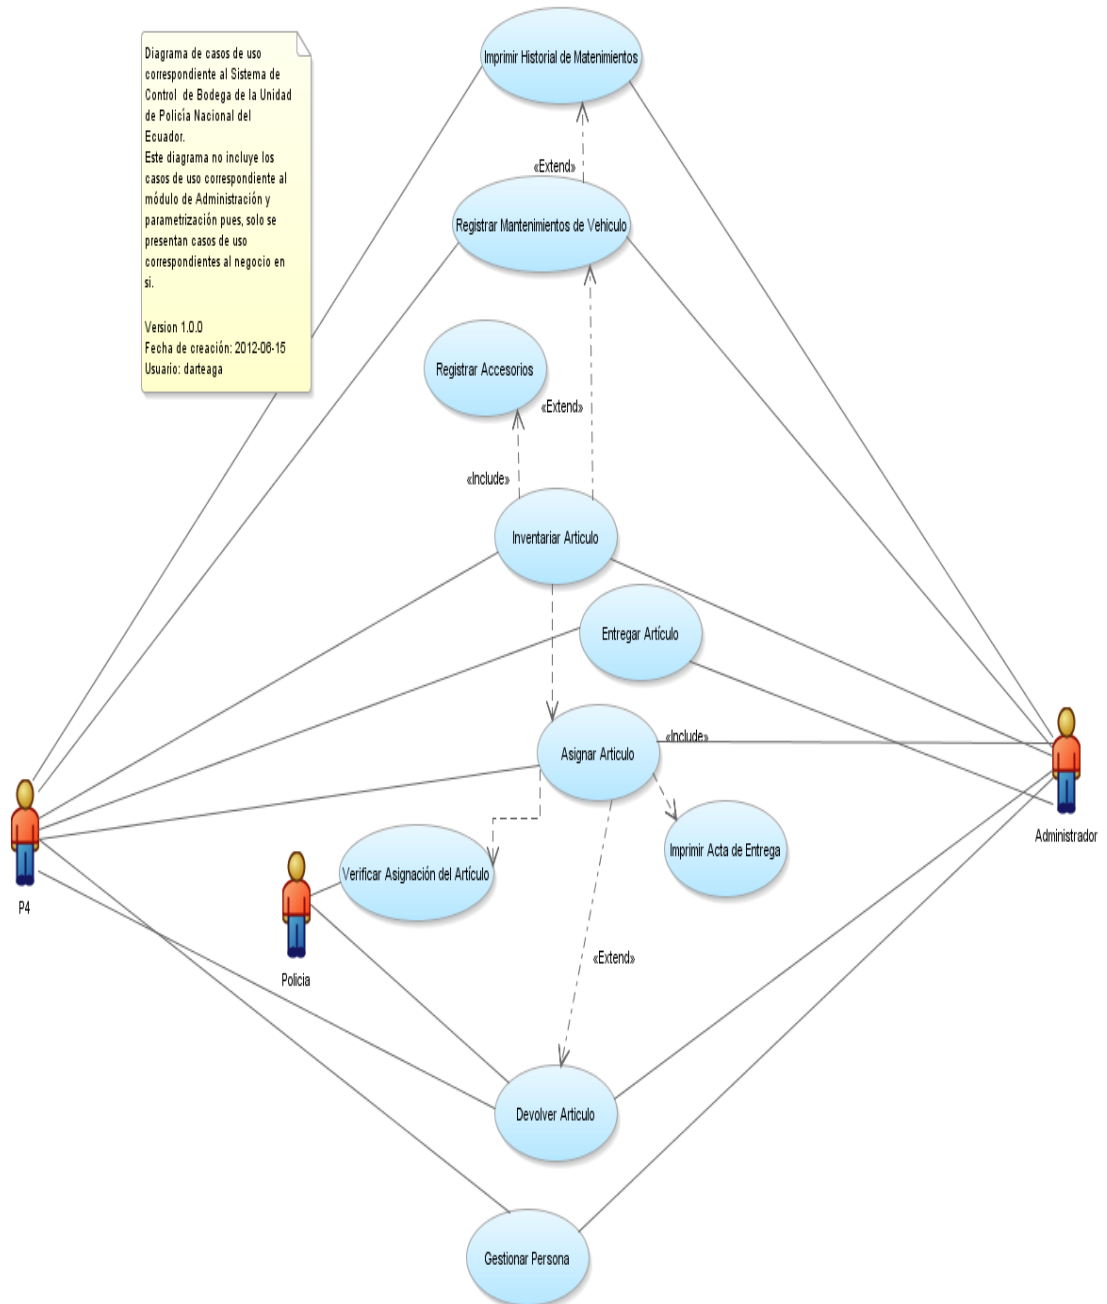 Imprimir Historial de Matenimientos
Diagrama de casos de uso
correspondiente al Sistema de
Control de Bodega de la Unidad
de Policía Nacional del
Ecuador.
Este diagrama no incluye los
casos de uso correspondiente al
módulo de Administración y
parametrización pues, solo se
presentan casos de uso
correspondientes al negocio en
si.
Version 1.0.0
Fecha de creación: 2012-06-15
Usuario: darteaga
«Extend»
Registrar Mantenimientos de Vehiculo
Registrar Accesorios
«Extend»
«Include»
Inventariar Articulo
Entregar Artículo
«Include»
Asignar Articulo
Administrador
Imprimir Acta de Entrega
Verificar Asignación del Artículo
P4
Policia
«Extend»
Devolver Articulo
Gestionar Persona